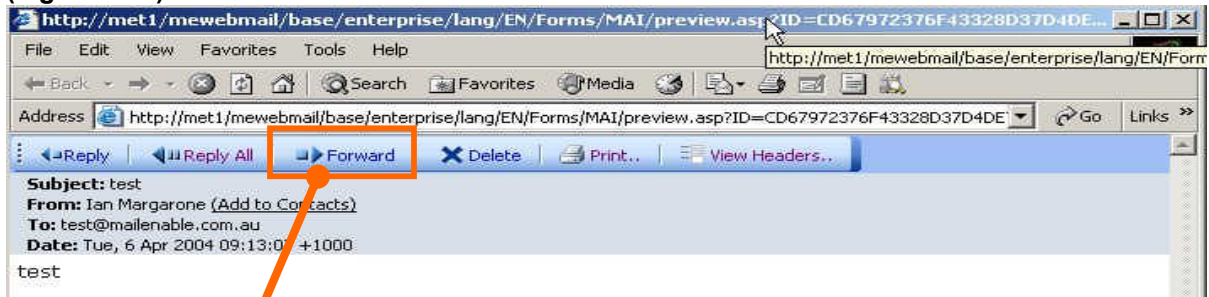 http://met1/mewebmail/base/enterprise/lang/EN/Forms/MAI/preview.asp?ID=CD67972376F43328D37D4DE...
File Edit View Favorites Tools Help
http://met1/mewebmail/base/enterprise/lang/EN/Form
Back Search Favorites Media
Address http://met1/mewebmail/base/enterprise/lang/EN/Forms/MAI/preview.asp?ID=CD67972376F43328D37D4DE Go Links »
Reply Reply All Forward Delete Print.. View Headers..
Subject: test
From: Ian Margarone (Add to Contacts)
To: test@mailenable.com.au
Date: Tue, 6 Apr 2004 +1000
test